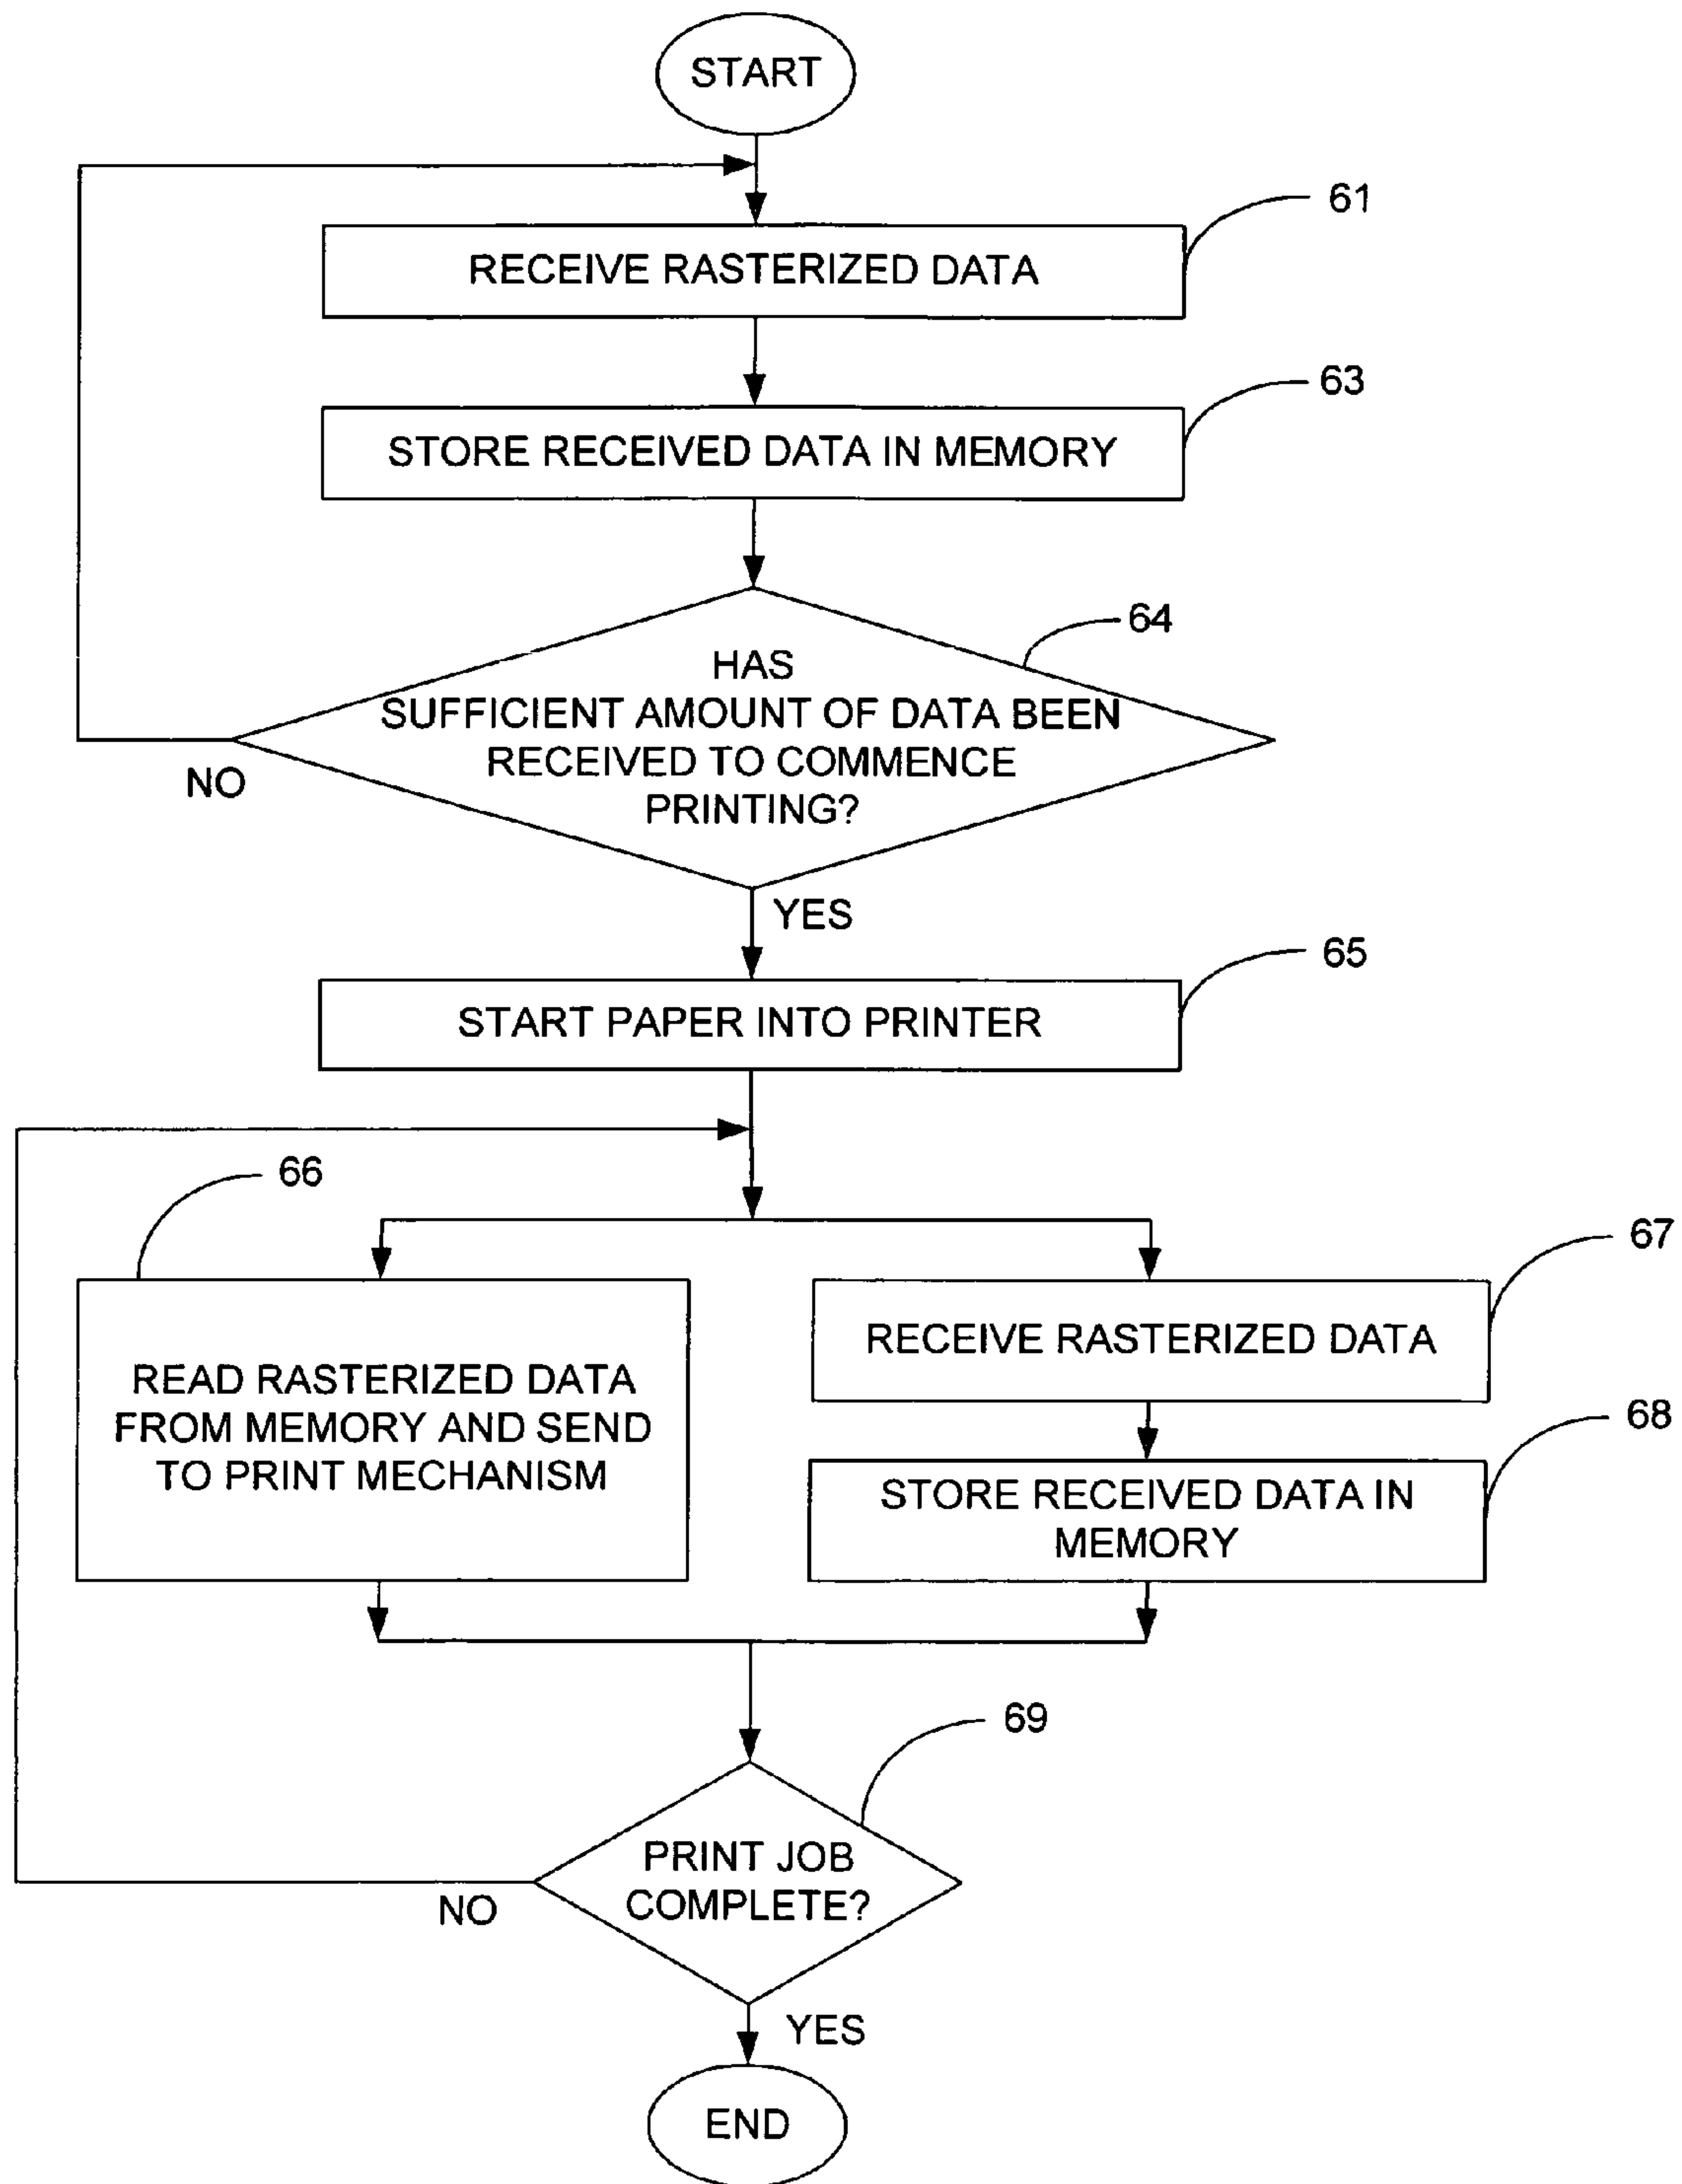 START
61
RECEIVE RASTERIZED DATA
63
STORE RECEIVED DATA IN MEMORY
64
HAS
SUFFICIENT AMOUNT OF DATA BEEN
RECEIVED TO COMMENCE
PRINTING?
NO
YES
65
START PAPER INTO PRINTER
66
READ RASTERIZED DATA
FROM MEMORY AND SEND
TO PRINT MECHANISM
67
RECEIVE RASTERIZED DATA
68
STORE RECEIVED DATA IN
MEMORY
69
PRINT JOB
COMPLETE?
NO
YES
END